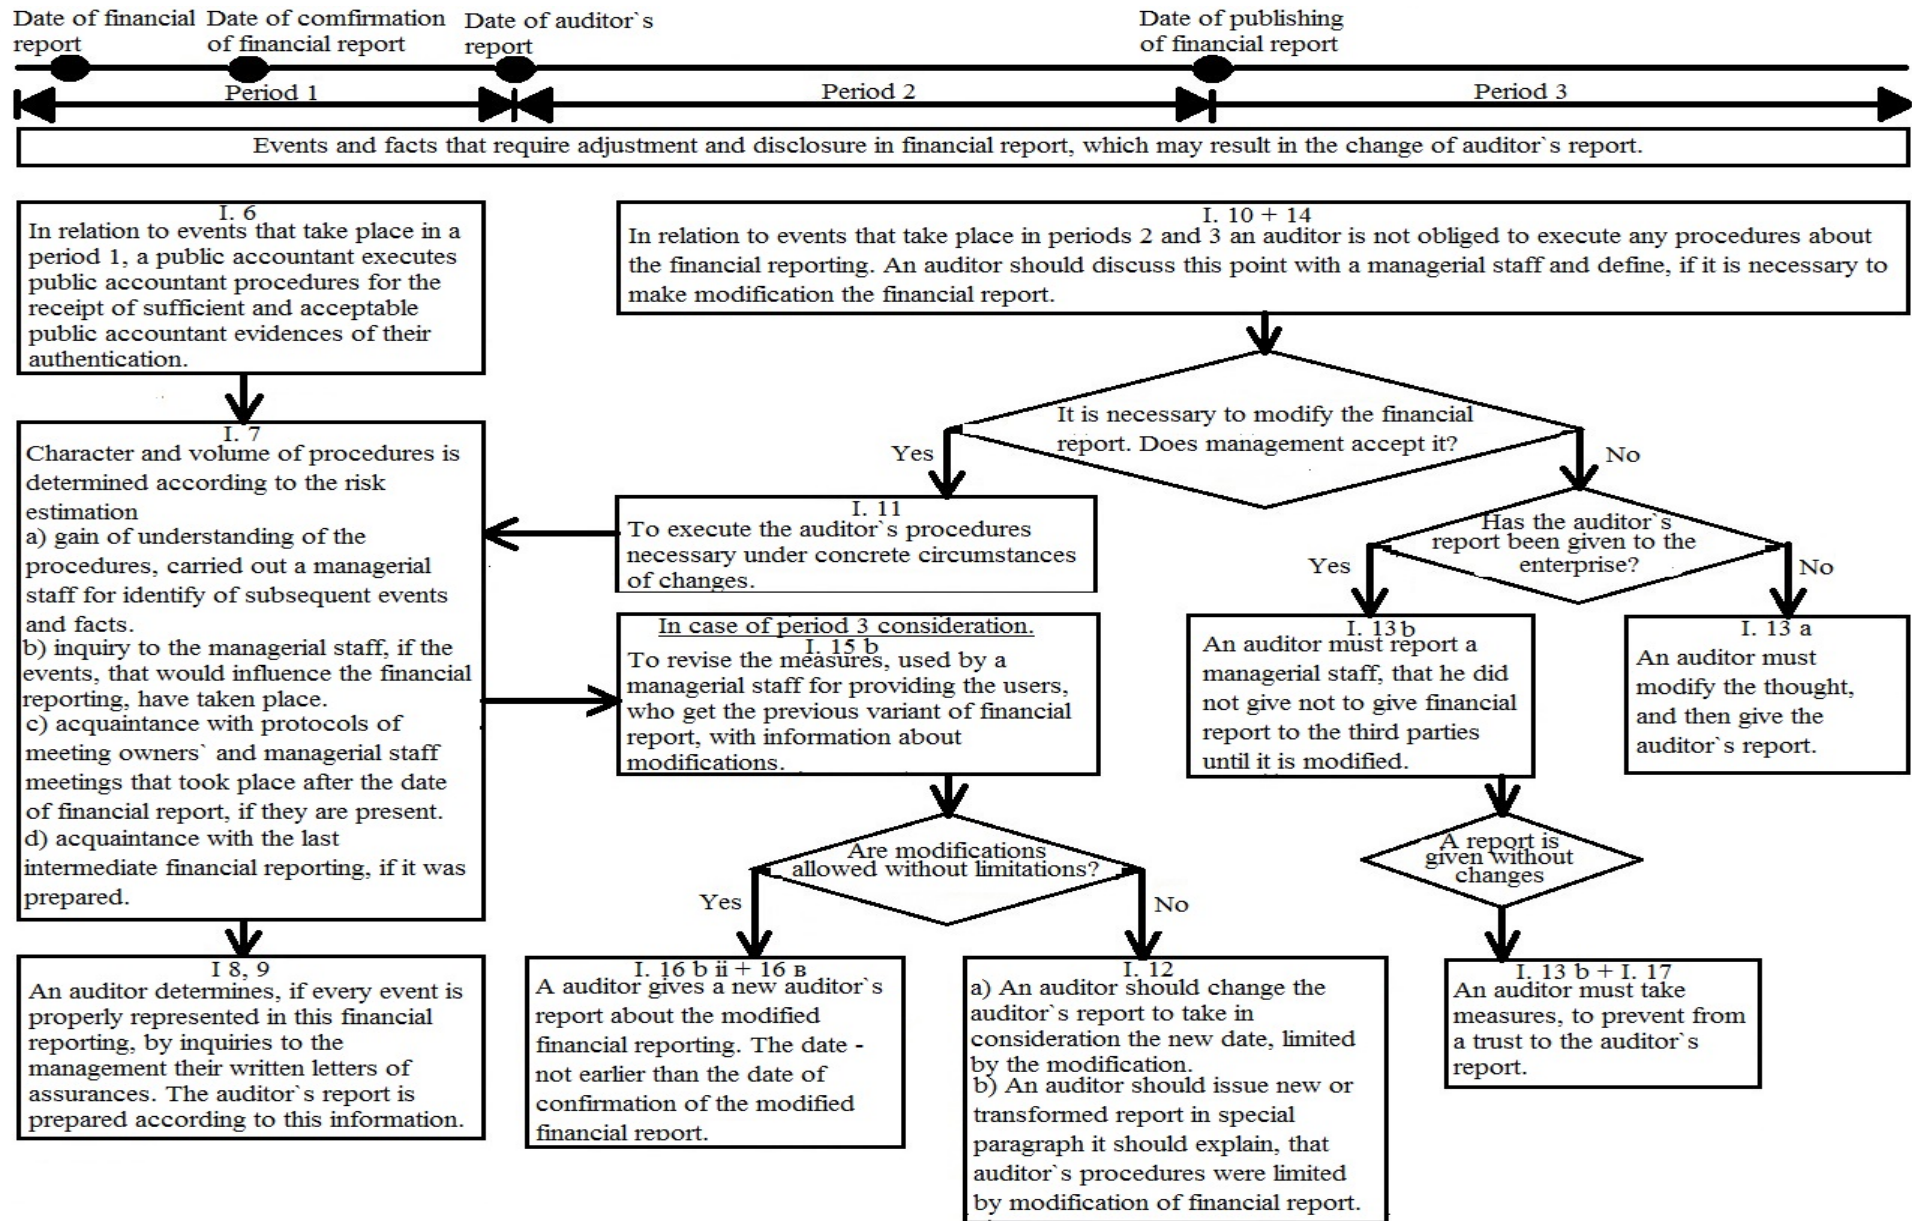 Date of financial
report
Date of comfirmation
of financial report
Date of auditor`s
report
Date of publishing
of financial report
Period 1
Period 2
Period 3
Events and facts that require adjustment and disclosure in financial report, which may result in the change of auditor`s report.
I. 6
In relation to events that take place in a
period 1, a public accountant executes
public accountant procedures for the
receipt of sufficient and acceptable
public accountant evidences of their
authentication.
I. 10 + 14
In relation to events that take place in periods 2 and 3 an auditor is not obliged to execute any procedures about
the financial reporting. An auditor should discuss this point with a managerial staff and define, if it is necessary to
make modification the financial report.
It is necessary to modify the financial
report. Does management accept it?
Yes
No
I. 7
Character and volume of procedures is
determined according to the risk
estimation
a) gain of understanding of the
procedures, carried out a managerial
staff for identify of subsequent events
and facts.
b) inquiry to the managerial staff, if the
events, that would influence the financial
reporting, have taken place.
c) acquaintance with protocols of
meeting owners` and managerial staff
meetings that took place after the date
of financial report, if they are present.
d) acquaintance with the last
intermediate financial reporting, if it was
prepared.
I. 11
To execute the auditor`s procedures
necessary under concrete circumstances
of changes.
Has the auditor`s
report been given to the
enterprise?
Yes
No
In case of period 3 consideration.
I. 15 b
To revise the measures, used by a
managerial staff for providing the users,
who get the previous variant of financial
report, with information about
modifications.
I. 13 b
An auditor must report a
managerial staff, that he did
not give not to give financial
report to the third parties
until it is modified.
I. 13 a
An auditor must
modify the thought,
and then give the
auditor`s report.
Are modifications
allowed without limitations?
Yes
No
A report is
given without
changes
I 8, 9
An auditor determines, if every event is
properly represented in this financial
reporting, by inquiries to the
management their written letters of
assurances. The auditor`s report is
prepared according to this information.
I. 16 b ii + 16 в
A auditor gives a new auditor`s
report about the modified
financial reporting. The date -
not earlier than the date of
confirmation of the modified
financial report.
I. 12
a) An auditor should change the
auditor`s report to take in
consideration the new date, limited
by the modification.
b) An auditor should issue new or
transformed report in special
paragraph it should explain, that
auditor`s procedures were limited
by modification of financial report.
I. 13 b + I. 17
An auditor must take
measures, to prevent from
a trust to the auditor`s
report.